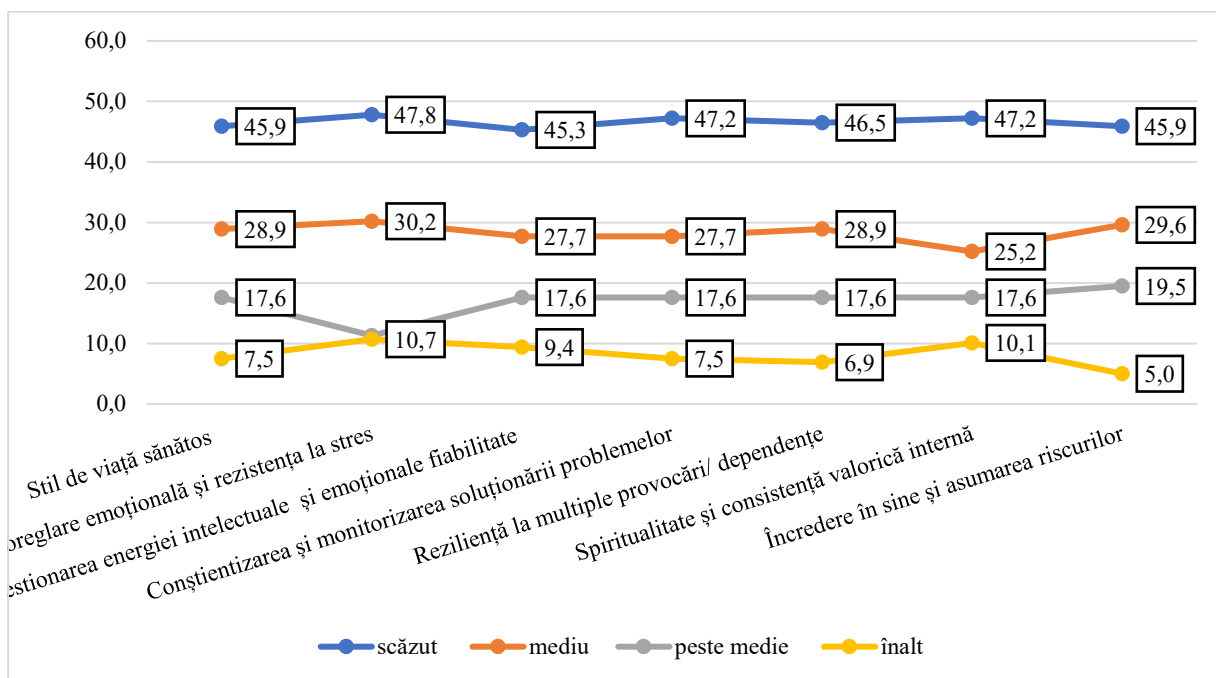 60,0
50,0
40,0
30,0
20,0
10,0
0,0
45,9 47,8 45,3 47,2 46,5 47,2 45,9
28,9 30,2 27,7 27,7 28,9 25,2 29,6
17,6 17,6 17,6 17,6 17,6 19,5
7,5 10,7 9,4 7,5 6,9 10,1 5,0
Stil de viață sănătos
oreglare emoțională și rezistența la stres
estionarea energiei intelectuale și emoționale fiabilitate
Conștientizarea și monitorizarea soluționării problemelor
Reziliență la multiple provocări/ dependențe
Spiritualitate și consistență valorică internă
Încredere în sine și asumarea riscurilor
scăzut mediu peste medie înalt